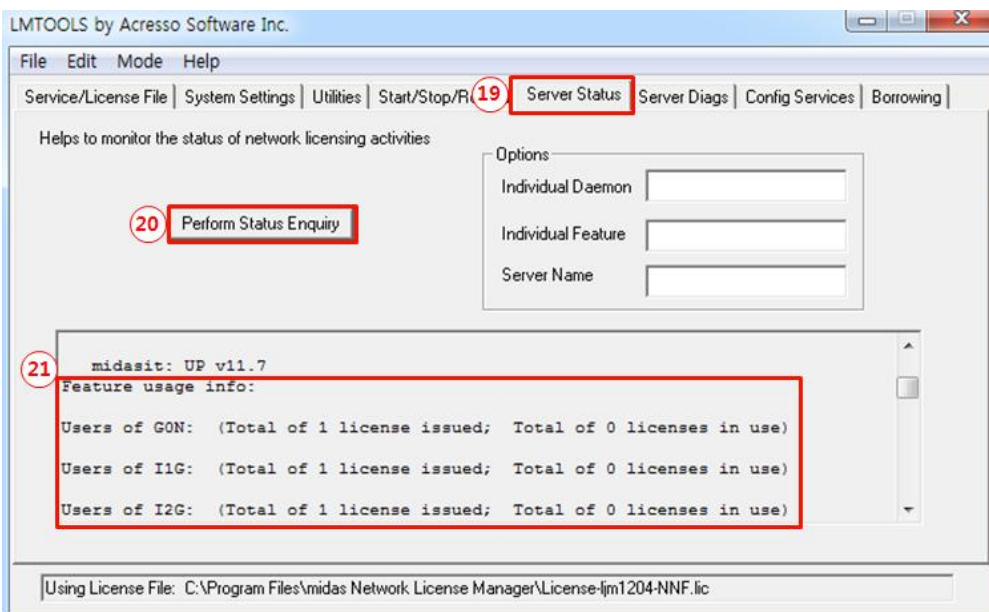 LMTOOLS by Acresso Software Inc.
File Edit Mode Help
Service/License File System Settings Utilities Start/Stop/R 19 Server Status Server Diags Config Services Borrowing
Helps to monitor the status of network licensing activities
Options
Individual Daemon
20 Perform Status Enquiry
Individual Feature
Server Name
midasit: UP v11.7
21
Feature usage info:
Users of GON: (Total of 1 license issued; Total of 0 licenses in use)
Users of I1G: (Total of 1 license issued; Total of 0 licenses in use)
Users of I2G: (Total of 1 license issued; Total of 0 licenses in use)
Using License File: C:\Program Files\midas Network License Manager\License-ljm1204-NNF.lic